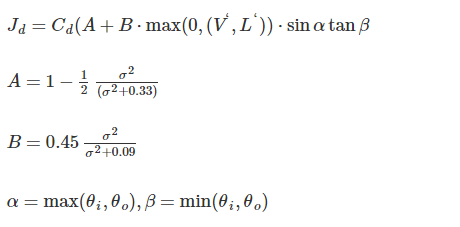 J_d = C_d(A + B · max(0, (V‘, L‘)) · sin α tan β
A = 1 − 1/2 σ²/(σ²+0.33)
B = 0.45 σ²/σ²+0.09
α = max(θ_i, θ_o), β = min(θ_i, θ_o)